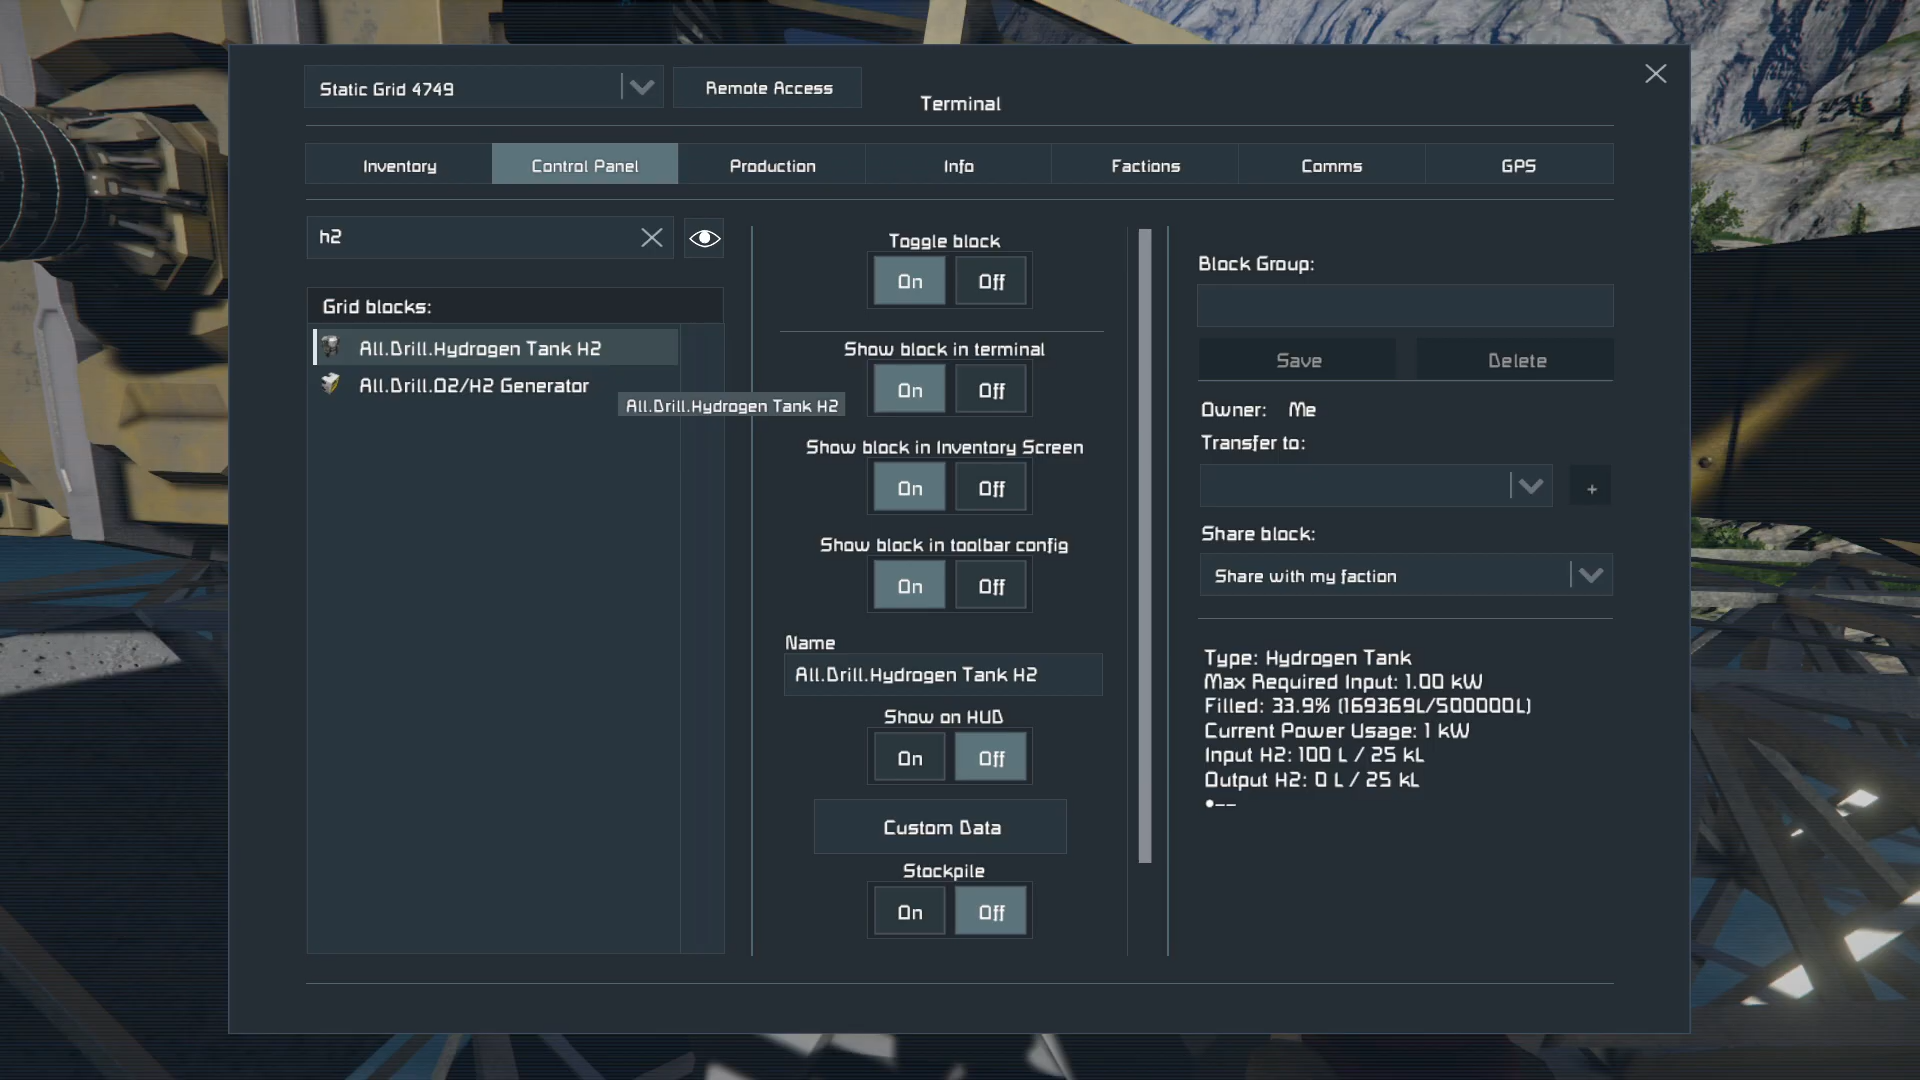 Static Grid 4749
Remote Access
Terminal
Inventory
Control Panel
Production
Info
Factions
Comms
GPS
h2
Grid blocks:
All.Drill.Hydrogen Tank H2
All.Drill.O2/H2 Generator
All.Drill.Hydrogen Tank H2
Toggle block
On Off
Show block in terminal
On Off
Show block in Inventory Screen
On Off
Show block in toolbar config
On Off
Name
All.Drill.Hydrogen Tank H2
Show on HUD
On Off
Custom Data
Stockpile
On Off
Block Group:
Save Delete
Owner: Me
Transfer to:
+
Share block:
Share with my faction
Type: Hydrogen Tank
Max Required Input: 1.00 kW
Filled: 33.9% (169369L/500000L)
Current Power Usage: 1 kW
Input H2: 100 L / 25 kL
Output H2: 0 L / 25 kL
•--